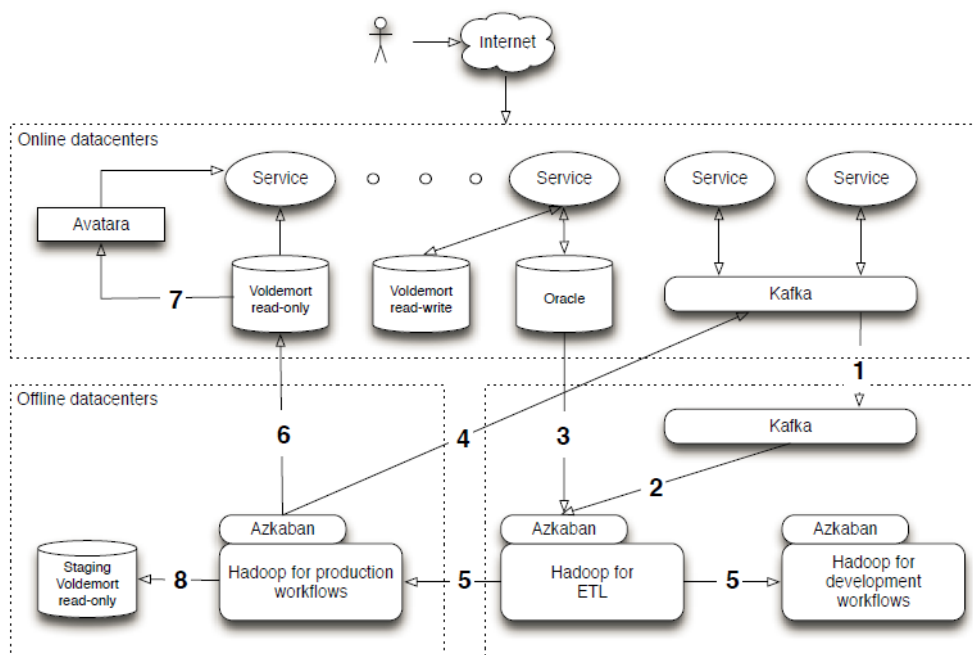 Internet
Online datacenters
Service
Service
Service
Service
Avatara
Voldemort
read-only
Voldemort
read-write
Oracle
Kafka
7
1
Offline datacenters
Kafka
6
4
3
2
Azkaban
Azkaban
Azkaban
Staging
Voldemort
read-only
8
Hadoop for production
workflows
5
Hadoop for
ETL
5
Hadoop for
development
workflows